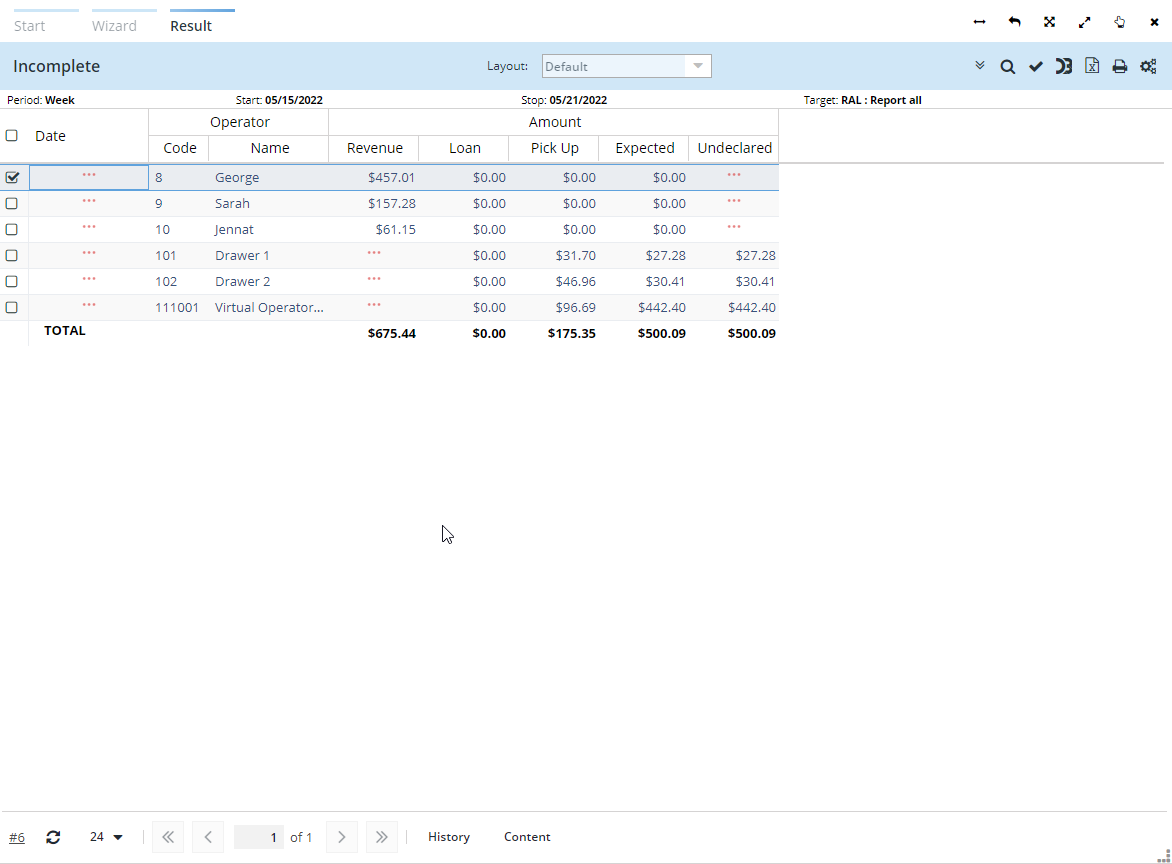 Start Wizard Result
Incomplete Layout: Default
Period: Week Start: 05/15/2022 Stop: 05/21/2022 Target: RAL : Report all
Operator Amount
Date
Code Name Revenue Loan Pick Up Expected Undeclared
*** 8 George $457.01 $0.00 $0.00 $0.00 ***
*** 9 Sarah $157.28 $0.00 $0.00 $0.00 ***
*** 10 Jennat $61.15 $0.00 $0.00 $0.00 ***
*** 101 Drawer 1 *** $0.00 $31.70 $27.28 $27.28
*** 102 Drawer 2 *** $0.00 $46.96 $30.41 $30.41
*** 111001 Virtual Operator... *** $0.00 $96.69 $442.40 $442.40
TOTAL $675.44 $0.00 $175.35 $500.09 $500.09
#6 24 1 of 1 History Content